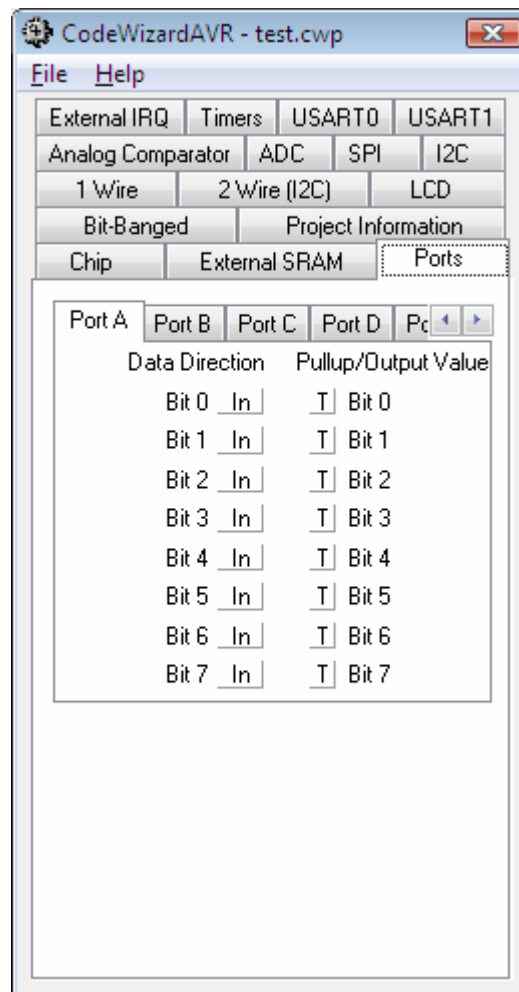 CodeWizardAVR - test.cwp
File Help
External IRQ Timers USART0 USART1
Analog Comparator ADC SPI I2C
1 Wire 2 Wire (I2C) LCD
Bit-Banged Project Information
Chip External SRAM Ports
Port A Port B Port C Port D
Data Direction Pullup/Output Value
Bit 0 In T Bit 0
Bit 1 In T Bit 1
Bit 2 In T Bit 2
Bit 3 In T Bit 3
Bit 4 In T Bit 4
Bit 5 In T Bit 5
Bit 6 In T Bit 6
Bit 7 In T Bit 7